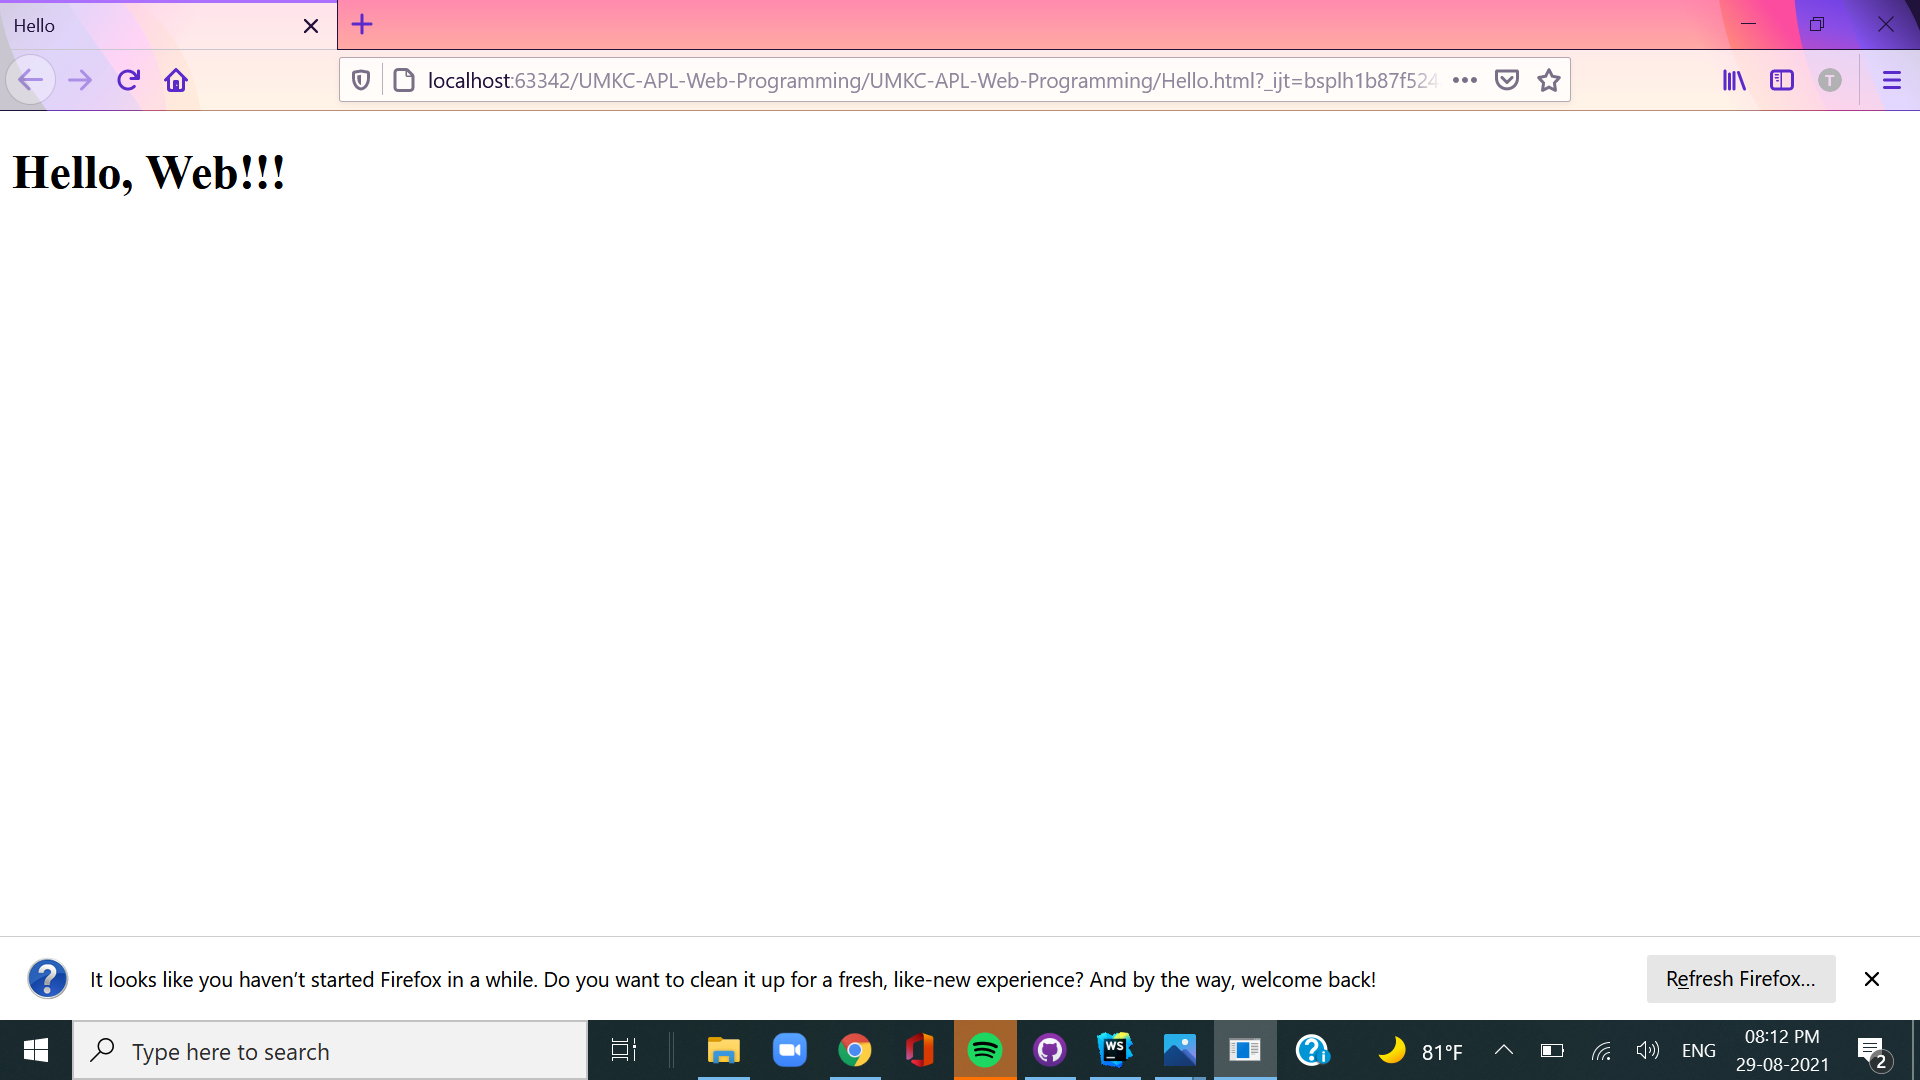 Hello
localhost:63342/UMKC-APL-Web-Programming/UMKC-APL-Web-Programming/Hello.html?_ijt=bsplh1b87f524
T
Hello, Web!!!
It looks like you haven’t started Firefox in a while. Do you want to clean it up for a fresh, like-new experience? And by the way, welcome back!
Refresh Firefox...
Type here to search
WS
81°F
ENG
08:12 PM
29-08-2021
2